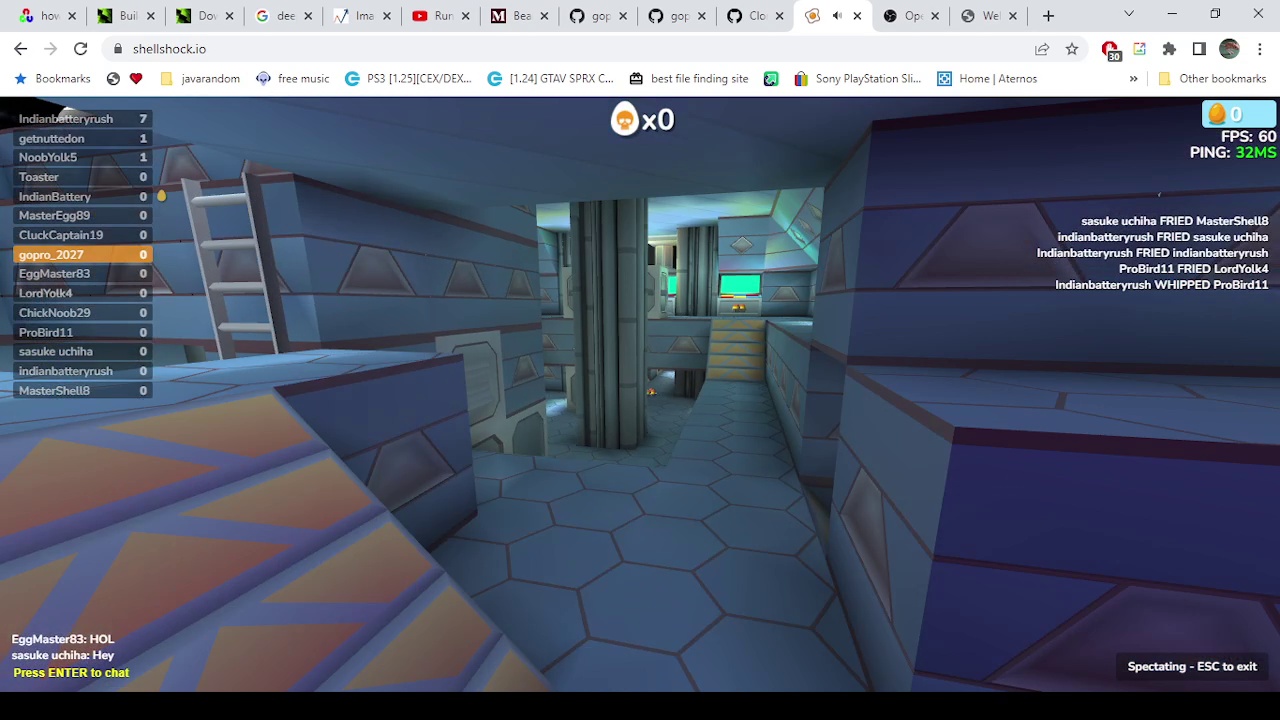 how
Buil
Dov
dee
Ima
Run
Bea
gop
gop
Clo
Ope
Wel
shellshock.io
30
Bookmarks
javarandom
free music
PS3 [1.25][CEX/DEX...
[1.24] GTAV SPRX C...
best file finding site
Sony PlayStation Sli...
Home | Aternos
»
Other bookmarks
Indianbatteryrush 7
getnuttedon 1
NoobYolk5 1
Toaster 0
IndianBattery 0
MasterEgg89 0
CluckCaptain19 0
gopro_2027 0
EggMaster83 0
LordYolk4 0
ChickNoob29 0
ProBird11 0
sasuke uchiha 0
indianbatteryrush 0
MasterShell8 0
x0
0
FPS: 60
PING: 32MS
sasuke uchiha FRIED MasterShell8
indianbatteryrush FRIED sasuke uchiha
Indianbatteryrush FRIED indianbatteryrush
ProBird11 FRIED LordYolk4
Indianbatteryrush WHIPPED ProBird11
EggMaster83: HOL
sasuke uchiha: Hey
Press ENTER to chat
Spectating - ESC to exit